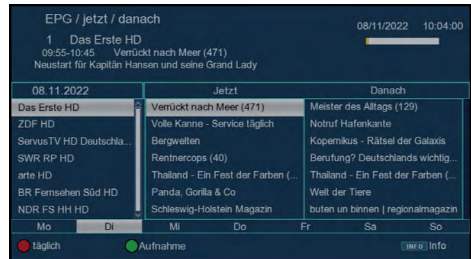 EPG / jetzt / danach
08/11/2022 10:04:00
1 Das Erste HD
09:55-10:45 Verrückt nach Meer (471)
Neustart für Kapitän Hansen und seine Grand Lady
08.11.2022 Jetzt Danach
Das Erste HD Verrückt nach Meer (471) Meister des Alltags (129)
ZDF HD Volle Kanne - Service täglich Notruf Hafenkante
ServusTV HD Deutschla... Bergwelten Kopernikus - Rätsel der Galaxis
SWR RP HD Rentnercops (40) Berufung? Deutschlands wichtig...
arte HD Thailand - Ein Fest der Farben (... Thailand - Ein Fest der Farben (...
BR Fernsehen Süd HD Panda, Gorilla & Co Welt der Tiere
NDR FS HH HD Schleswig-Holstein Magazin buten un binnen | regionalmagazin
Mo Di Mi Do Fr Sa So
täglich Aufnahme INFO Info